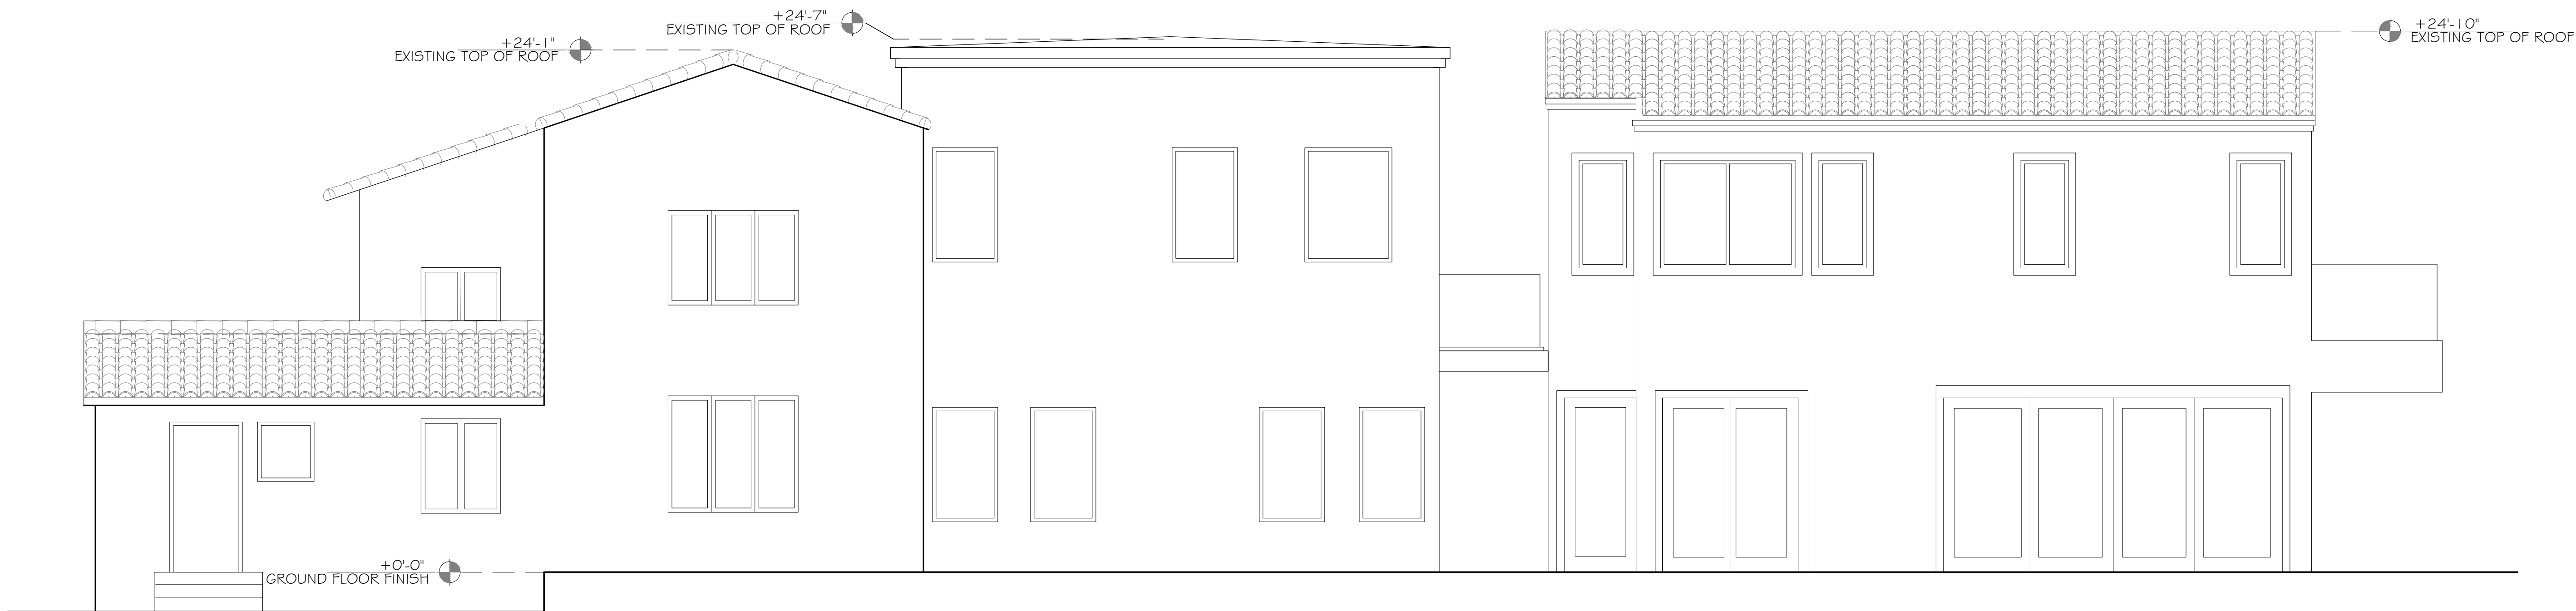 +24'-7"
EXISTING TOP OF ROOF
+24'-10"
EXISTING TOP OF ROOF
+24'-1"
EXISTING TOP OF ROOF
+0'-0"
GROUND FLOOR FINISH